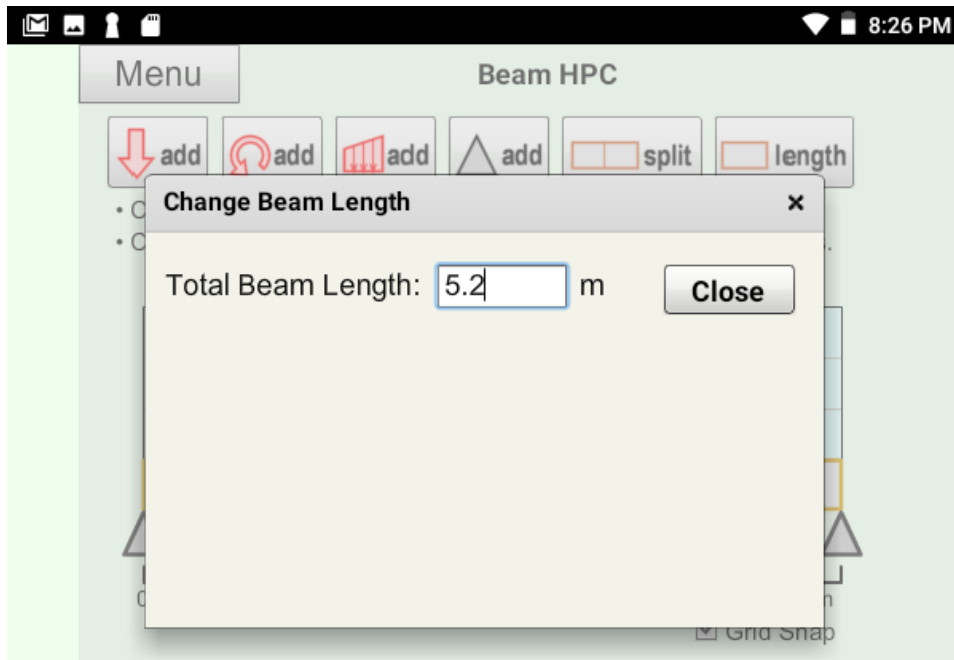 8:26 PM
Menu
Beam HPC
add add add add split length
• C
• C
Change Beam Length ×
Total Beam Length: 5.2 m Close
Grid Snap